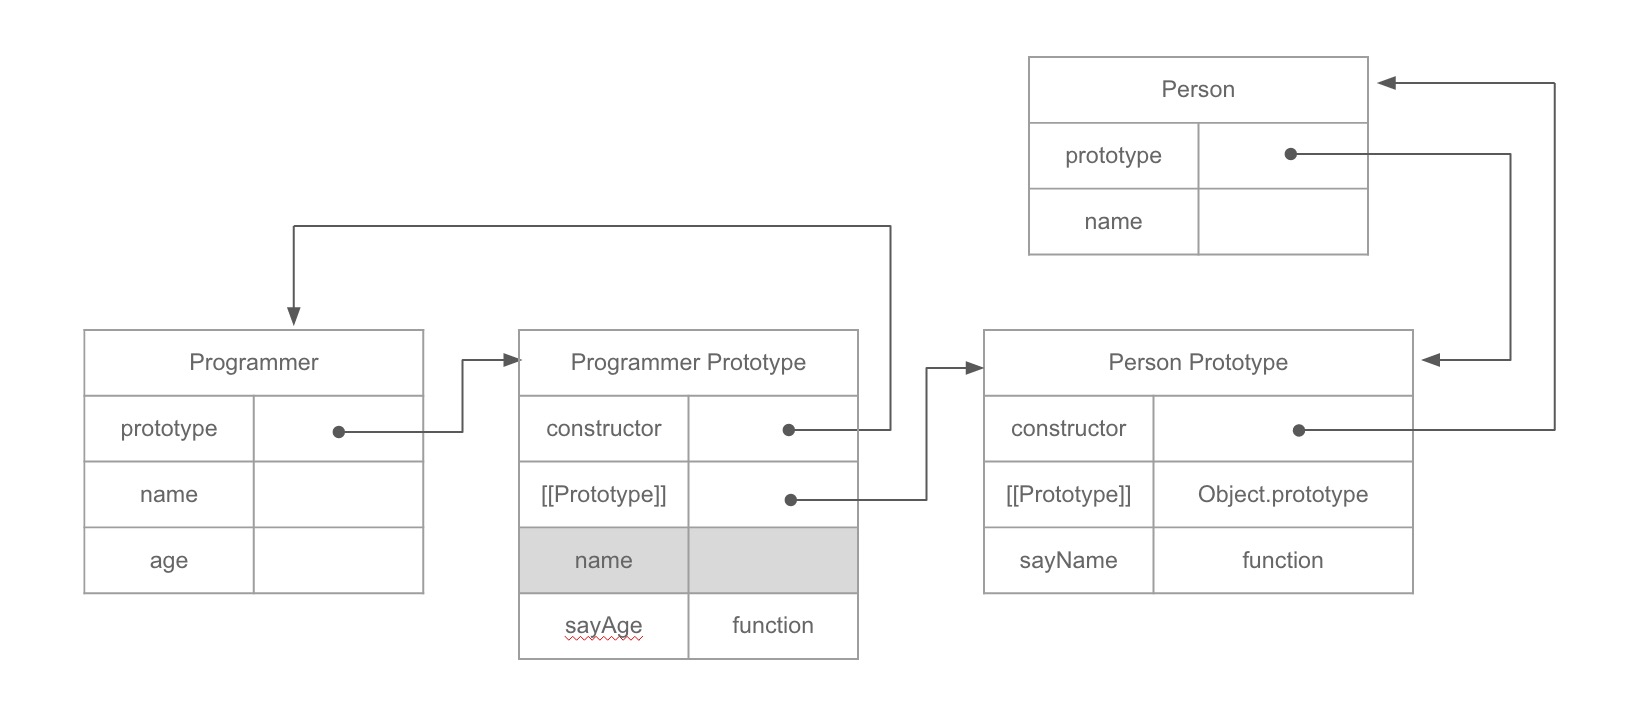 Person
prototype
name
Programmer
prototype
name
age
Programmer Prototype
constructor
[[Prototype]]
name
sayAge function
Person Prototype
constructor
[[Prototype]] Object.prototype
sayName function